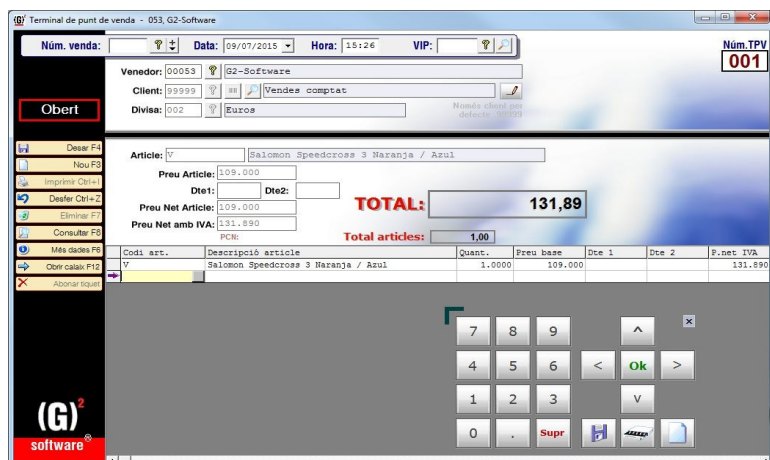 (G)² Terminal de punt de venda - 053, G2-Software
Núm. venda: Data: 09/07/2015 Hora: 15:26 VIP: Núm.TPV
001
Venedor: 00053 G2-Software
Client: 99999 Vendes comptat
Divisa: 002 Euros Només client per
defecte 99999
Obert
Desar F4
Nou F3
Imprimir Ctrl+I
Desfer Ctrl+Z
Eliminar F7
Consultar F8
Més dades F6
Obrir calaix F12
Abonar tiquet
Article: V Salomon Speedcross 3 Naranja / Azul
Preu Article: 109.000
Dte1: Dte2:
Preu Net Article: 109.000
Preu Net amb IVA: 131.890
PCN:
TOTAL: 131,89
Total articles: 1,00
Codi art. Descripció article Quant. Preu base Dte 1 Dte 2 P.net IVA
V Salomon Speedcross 3 Naranja / Azul 1.0000 109.000 131.890
7 8 9 ^ x
4 5 6 < Ok >
1 2 3 v
0 . Supr
(G)²
software®